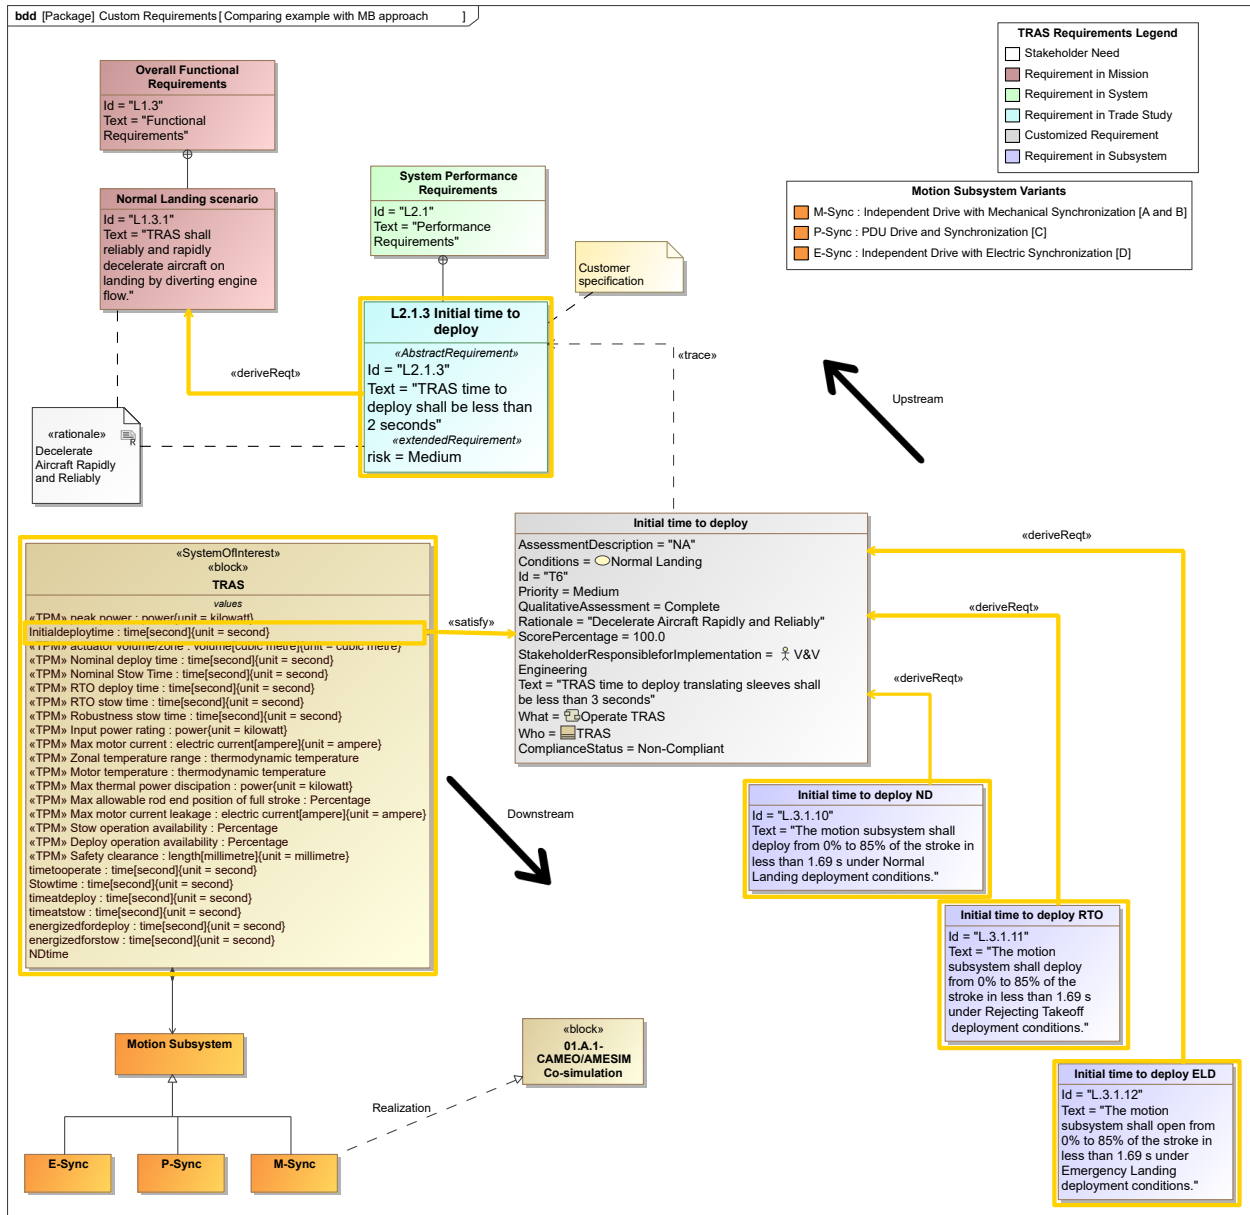 bdd [Package] Custom Requirements [ Comparing example with MB approach ]
TRAS Requirements Legend
Stakeholder Need
Requirement in Mission
Requirement in System
Requirement in Trade Study
Customized Requirement
Requirement in Subsystem
Motion Subsystem Variants
M-Sync : Independent Drive with Mechanical Synchronization [A and B]
P-Sync : PDU Drive and Synchronization [C]
E-Sync : Independent Drive with Electric Synchronization [D]
Overall Functional
Requirements
Id = "L1.3"
Text = "Functional
Requirements"
Normal Landing scenario
Id = "L1.3.1"
Text = "TRAS shall
reliably and rapidly
decelerate aircraft on
landing by diverting engine
flow."
System Performance
Requirements
Id = "L2.1"
Text = "Performance
Requirements"
Customer
specification
L2.1.3 Initial time to
deploy
«AbstractRequirement»
Id = "L2.1.3"
Text = "TRAS time to
deploy shall be less than
2 seconds"
«extendedRequirement»
risk = Medium
«deriveReqt»
«trace»
Upstream
«rationale»
R
Decelerate
Aircraft Rapidly
and Reliably
«SystemOfInterest»
«block»
TRAS
values
«TPM» peak power : power{unit = kilowatt}
Initialdeploytime : time[second]{unit = second}
«TPM» actuator volume/zone : volume[cubic metre]{unit = cubic metre}
«TPM» Nominal deploy time : time[second]{unit = second}
«TPM» Nominal Stow Time : time[second]{unit = second}
«TPM» RTO deploy time : time[second]{unit = second}
«TPM» RTO stow time : time[second]{unit = second}
«TPM» Robustness stow time : time[second]{unit = second}
«TPM» Input power rating : power{unit = kilowatt}
«TPM» Max motor current : electric current[ampere]{unit = ampere}
«TPM» Zonal temperature range : thermodynamic temperature
«TPM» Motor temperature : thermodynamic temperature
«TPM» Max thermal power discipation : power{unit = kilowatt}
«TPM» Max allowable rod end position of full stroke : Percentage
«TPM» Max motor current leakage : electric current[ampere]{unit = ampere}
«TPM» Stow operation availability : Percentage
«TPM» Deploy operation availability : Percentage
«TPM» Safety clearance : length[millimetre]{unit = millimetre}
timetooperate : time[second]{unit = second}
Stowtime : time[second]{unit = second}
timeatdeploy : time[second]{unit = second}
timeatstow : time[second]{unit = second}
energizedfordeploy : time[second]{unit = second}
energizedforstow : time[second]{unit = second}
NDtime
«satisfy»
Initial time to deploy
AssessmentDescription = "NA"
Conditions = Normal Landing
Id = "T6"
Priority = Medium
QualitativeAssessment = Complete
Rationale = "Decelerate Aircraft Rapidly and Reliably"
ScorePercentage = 100.0
StakeholderResponsibleforImplementation = V&V
Engineering
Text = "TRAS time to deploy translating sleeves shall
be less than 3 seconds"
What = Operate TRAS
Who = TRAS
ComplianceStatus = Non-Compliant
«deriveReqt»
«deriveReqt»
«deriveReqt»
Downstream
Initial time to deploy ND
Id = "L.3.1.10"
Text = "The motion subsystem shall
deploy from 0% to 85% of the stroke in
less than 1.69 s under Normal
Landing deployment conditions."
Initial time to deploy RTO
Id = "L.3.1.11"
Text = "The motion
subsystem shall deploy
from 0% to 85% of the
stroke in less than 1.69 s
under Rejecting Takeoff
deployment conditions."
Initial time to deploy ELD
Id = "L.3.1.12"
Text = "The motion
subsystem shall open from
0% to 85% of the stroke in
less than 1.69 s under
Emergency Landing
deployment conditions."
Motion Subsystem
«block»
01.A.1-
CAMEO/AMESIM
Co-simulation
Realization
E-Sync
P-Sync
M-Sync